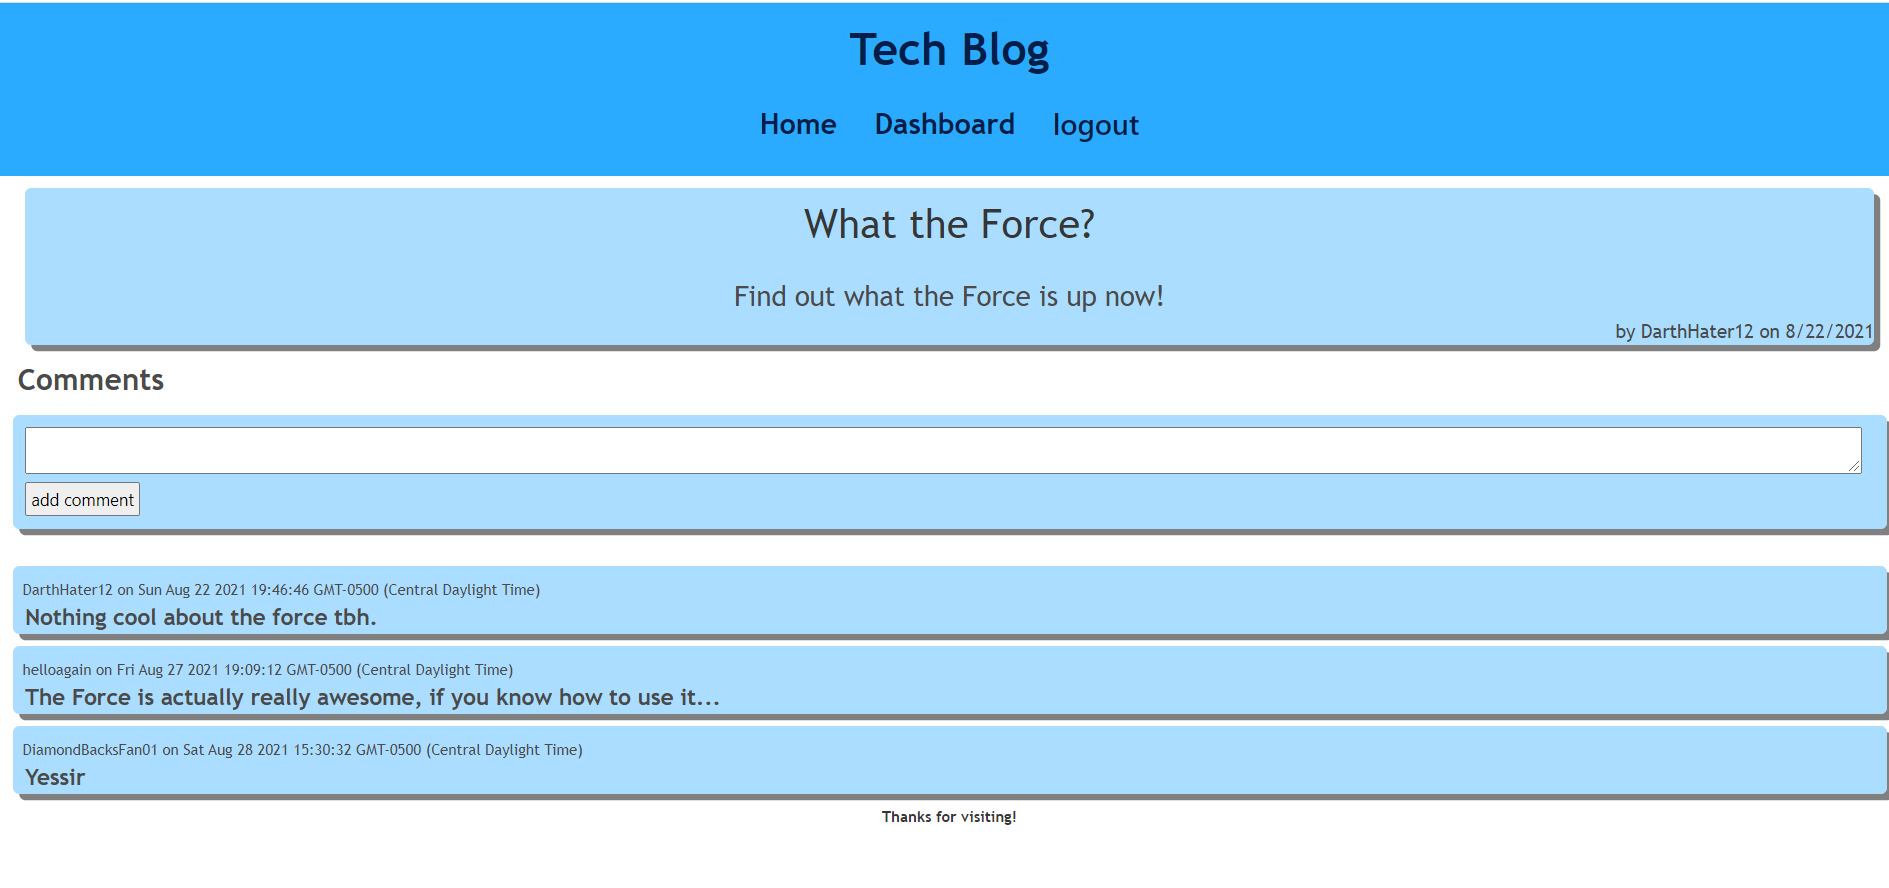 Tech Blog
Home Dashboard logout
What the Force?
Find out what the Force is up now!
by DarthHater12 on 8/22/2021
Comments
add comment
DarthHater12 on Sun Aug 22 2021 19:46:46 GMT-0500 (Central Daylight Time)
Nothing cool about the force tbh.
helloagain on Fri Aug 27 2021 19:09:12 GMT-0500 (Central Daylight Time)
The Force is actually really awesome, if you know how to use it...
DiamondBacksFan01 on Sat Aug 28 2021 15:30:32 GMT-0500 (Central Daylight Time)
Yessir
Thanks for visiting!